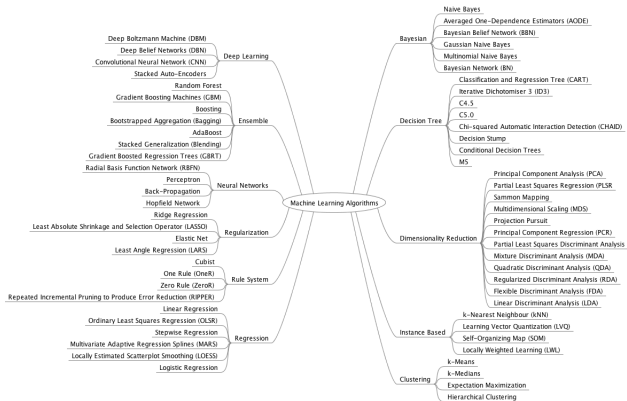 Machine Learning Algorithms
Deep Learning
Deep Boltzmann Machine (DBM)
Deep Belief Networks (DBN)
Convolutional Neural Network (CNN)
Stacked Auto-Encoders
Ensemble
Random Forest
Gradient Boosting Machines (GBM)
Boosting
Bootstrapped Aggregation (Bagging)
AdaBoost
Stacked Generalization (Blending)
Gradient Boosted Regression Trees (GBRT)
Neural Networks
Radial Basis Function Network (RBFN)
Perceptron
Back-Propagation
Hopfield Network
Regularization
Ridge Regression
Least Absolute Shrinkage and Selection Operator (LASSO)
Elastic Net
Least Angle Regression (LARS)
Rule System
Cubist
One Rule (OneR)
Zero Rule (ZeroR)
Repeated Incremental Pruning to Produce Error Reduction (RIPPER)
Regression
Linear Regression
Ordinary Least Squares Regression (OLSR)
Stepwise Regression
Multivariate Adaptive Regression Splines (MARS)
Locally Estimated Scatterplot Smoothing (LOESS)
Logistic Regression
Bayesian
Naive Bayes
Averaged One-Dependence Estimators (AODE)
Bayesian Belief Network (BBN)
Gaussian Naive Bayes
Multinomial Naive Bayes
Bayesian Network (BN)
Decision Tree
Classification and Regression Tree (CART)
Iterative Dichotomiser 3 (ID3)
C4.5
C5.0
Chi-squared Automatic Interaction Detection (CHAID)
Decision Stump
Conditional Decision Trees
M5
Dimensionality Reduction
Principal Component Analysis (PCA)
Partial Least Squares Regression (PLSR
Sammon Mapping
Multidimensional Scaling (MDS)
Projection Pursuit
Principal Component Regression (PCR)
Partial Least Squares Discriminant Analysis
Mixture Discriminant Analysis (MDA)
Quadratic Discriminant Analysis (QDA)
Regularized Discriminant Analysis (RDA)
Flexible Discriminant Analysis (FDA)
Linear Discriminant Analysis (LDA)
Instance Based
k-Nearest Neighbour (kNN)
Learning Vector Quantization (LVQ)
Self-Organizing Map (SOM)
Locally Weighted Learning (LWL)
Clustering
k-Means
k-Medians
Expectation Maximization
Hierarchical Clustering